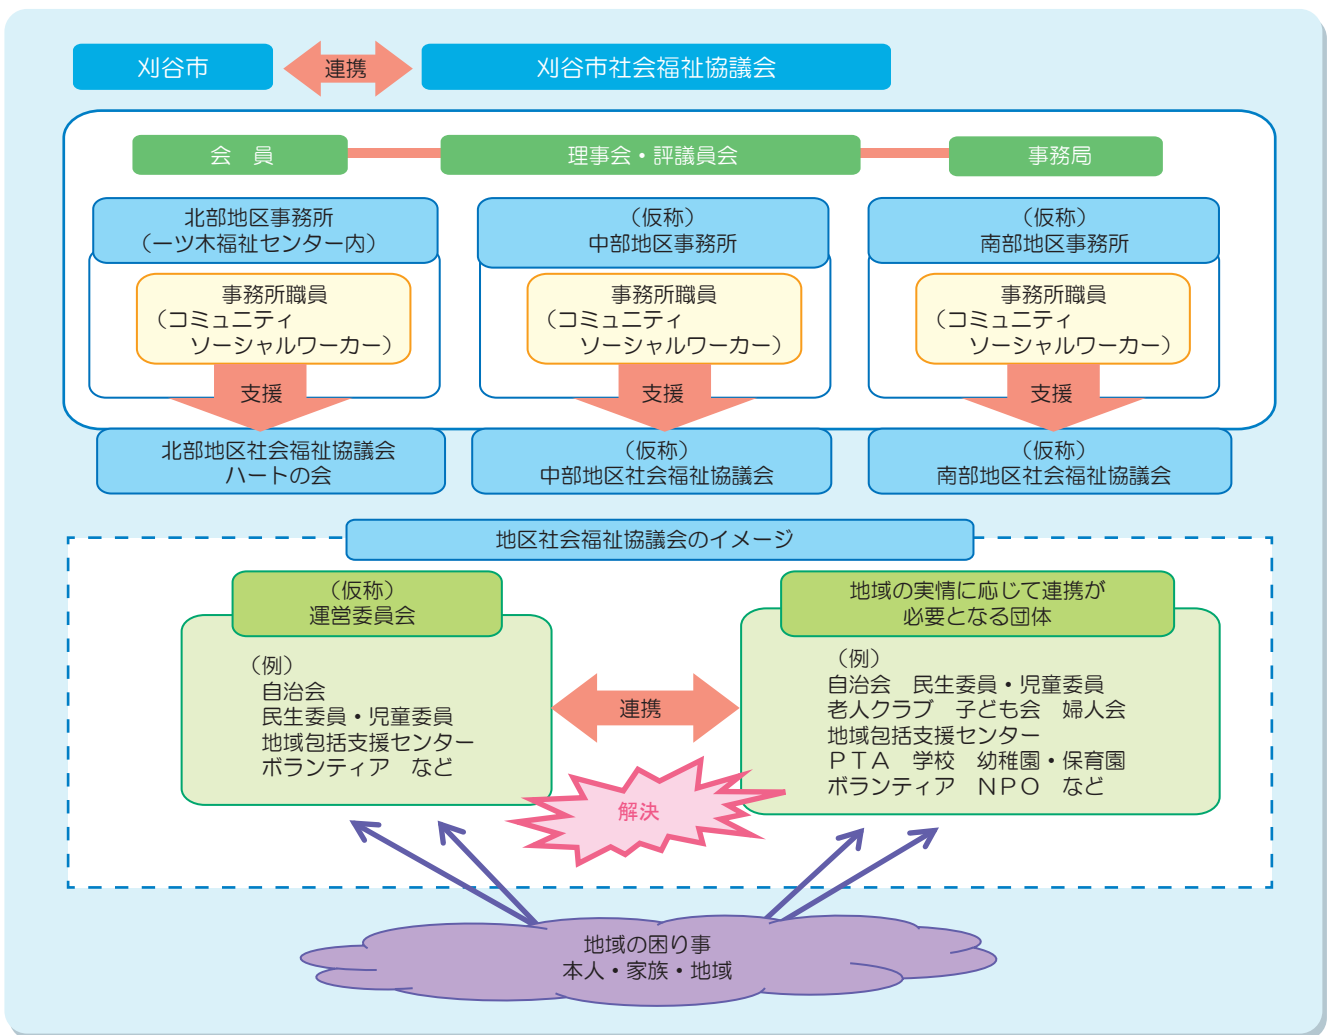 刈谷市
連携
刈谷市社会福祉協議会
会　員
理事会・評議員会
事務局
北部地区事務所
（一ツ木福祉センター内）
事務所職員
（コミュニティ
ソーシャルワーカー）
支援
北部地区社会福祉協議会
ハートの会
（仮称）
中部地区事務所
事務所職員
（コミュニティ
ソーシャルワーカー）
支援
（仮称）
中部地区社会福祉協議会
（仮称）
南部地区事務所
事務所職員
（コミュニティ
ソーシャルワーカー）
支援
（仮称）
南部地区社会福祉協議会
地区社会福祉協議会のイメージ
（仮称）
運営委員会
（例）
自治会
民生委員・児童委員
地域包括支援センター
ボランティア　など
連携
地域の実情に応じて連携が
必要となる団体
（例）
自治会　民生委員・児童委員
老人クラブ　子ども会　婦人会
地域包括支援センター
ＰＴＡ　学校　幼稚園・保育園
ボランティア　ＮＰＯ　など
解決
地域の困り事
本人・家族・地域